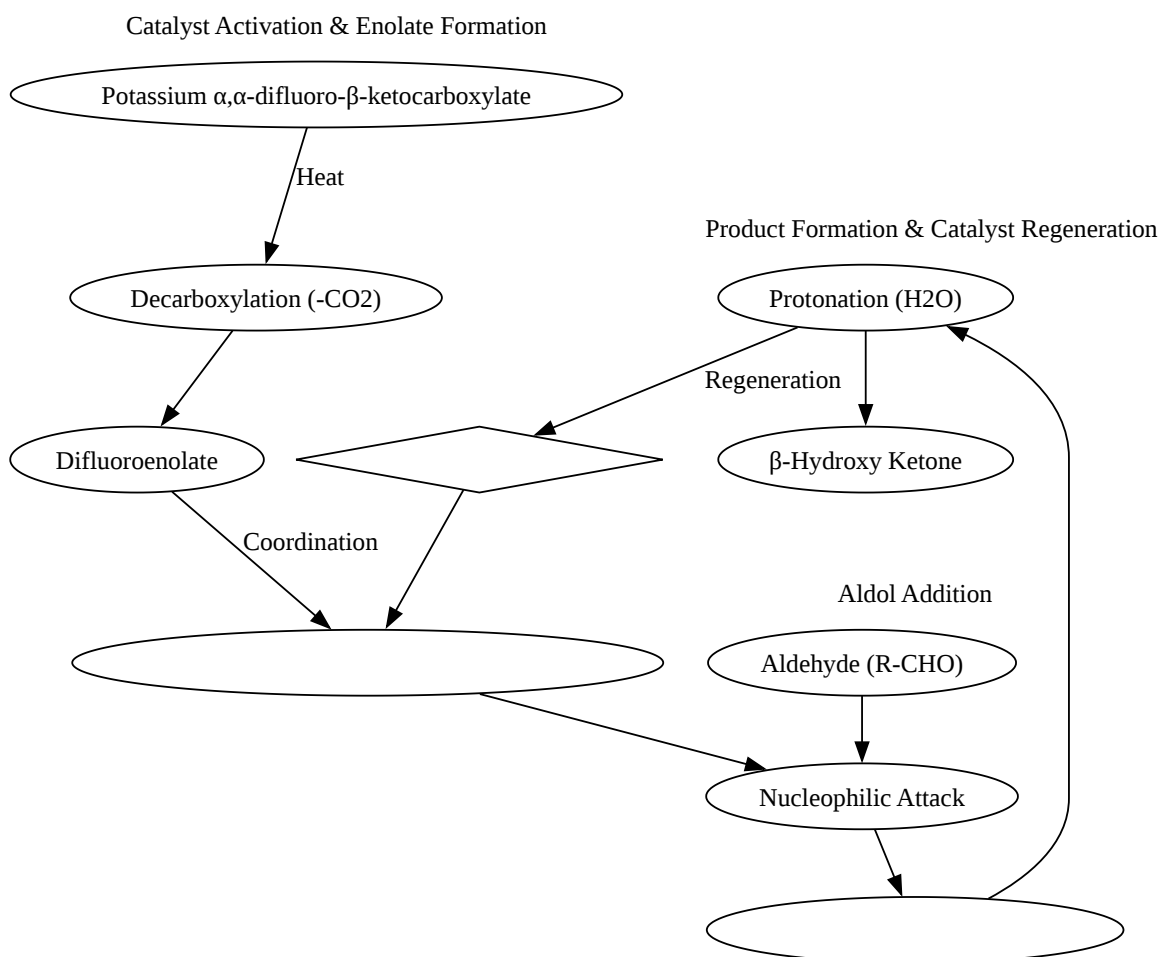 Catalyst Activation & Enolate Formation
Potassium α,α-difluoro-β-ketocarboxylate
Heat
Product Formation & Catalyst Regeneration
Decarboxylation (-CO2)
Protonation (H2O)
Regeneration
Difluoroenolate
β-Hydroxy Ketone
Coordination
Aldol Addition
Aldehyde (R-CHO)
Nucleophilic Attack